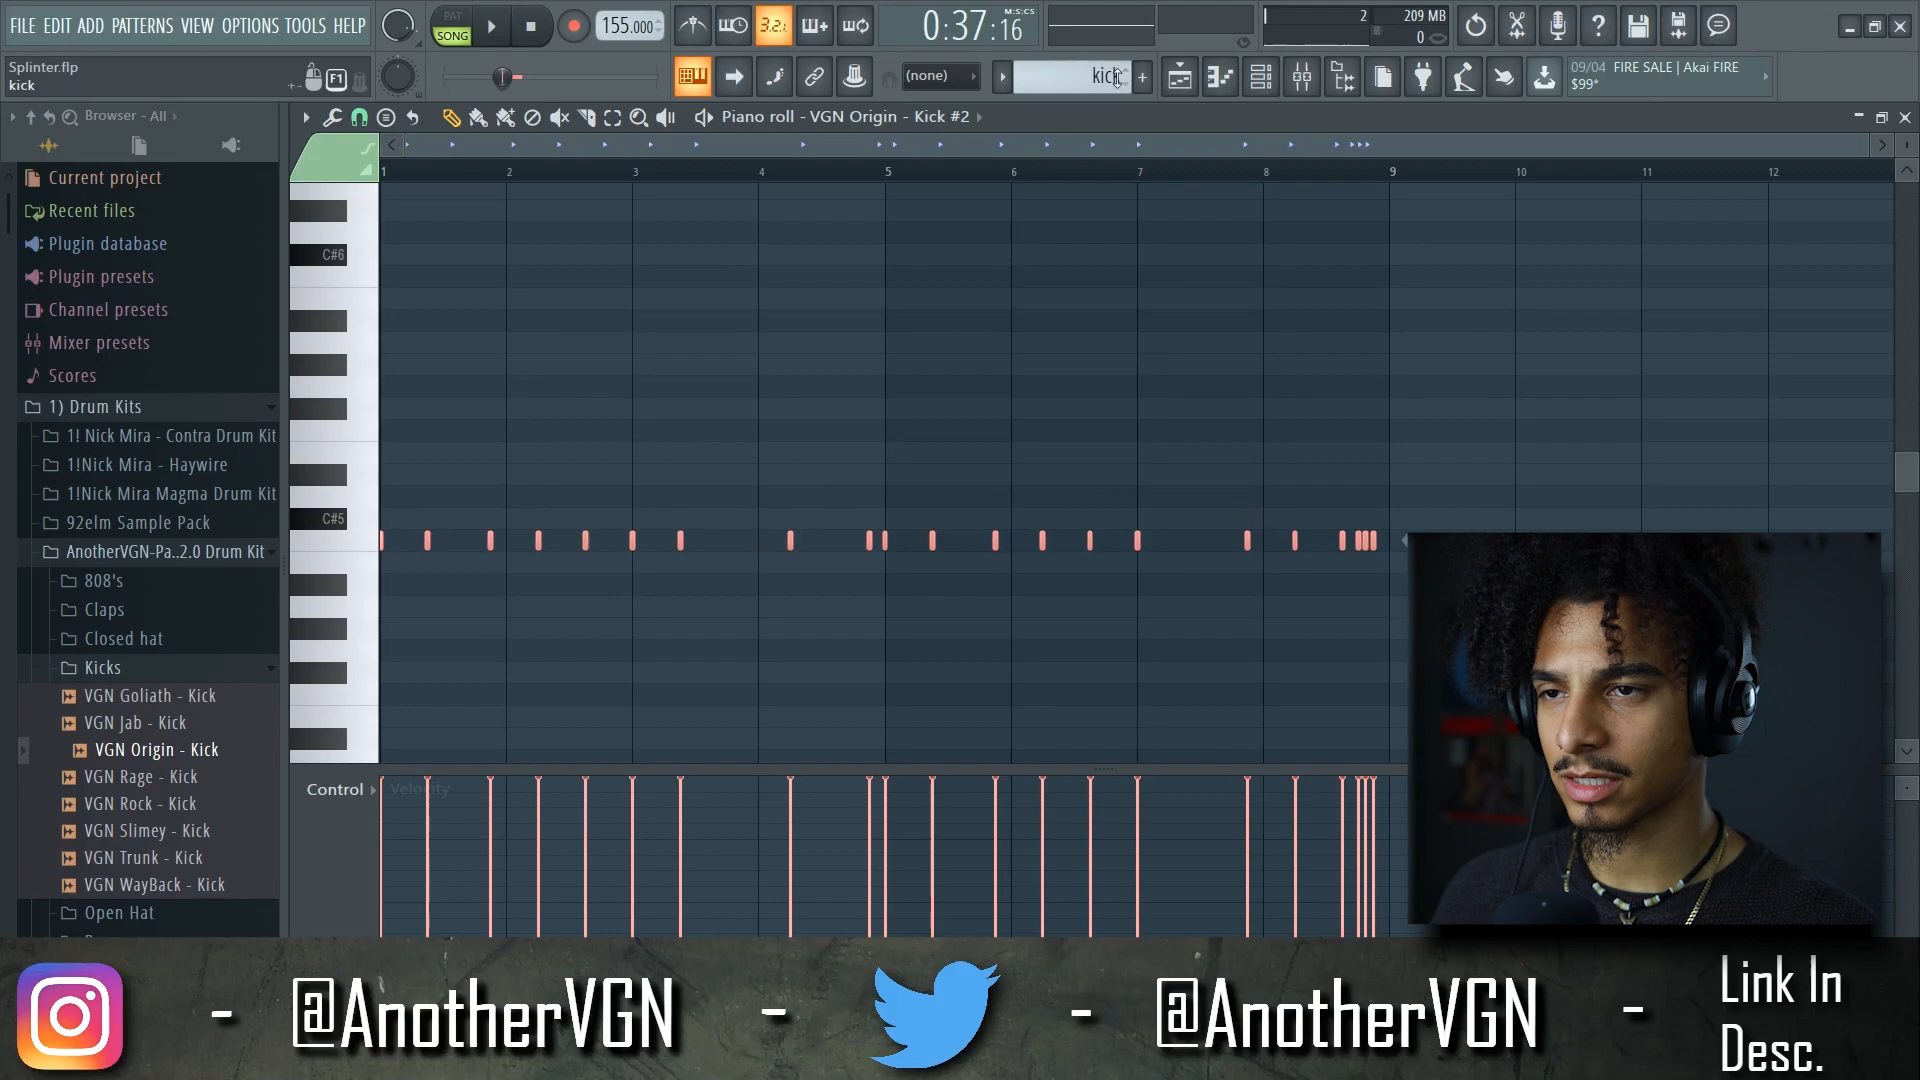 FILE EDIT ADD PATTERNS VIEW OPTIONS TOOLS HELP
PAT
SONG
155.000
3.2.
0:37:16
M:S:CS
2
209 MB
0
Splinter.flp
kick
F1
(none)
kick
09/04 FIRE SALE | Akai FIRE
$99*
Browser - All
Piano roll - VGN Origin - Kick #2
Current project
Recent files
Plugin database
Plugin presets
Channel presets
Mixer presets
Scores
1) Drum Kits
1! Nick Mira - Contra Drum Kit
1!Nick Mira - Haywire
1!Nick Mira Magma Drum Kit
92elm Sample Pack
AnotherVGN-Pa..2.0 Drum Kit
808's
Claps
Closed hat
Kicks
VGN Goliath - Kick
VGN Jab - Kick
VGN Origin - Kick
VGN Rage - Kick
VGN Rock - Kick
VGN Slimey - Kick
VGN Trunk - Kick
VGN WayBack - Kick
Open Hat
1 2 3 4 5 6 7 8 9 10 11 12
C#6
C#5
Control
Velocity
- @AnotherVGN - - @AnotherVGN -
Link In
Desc.